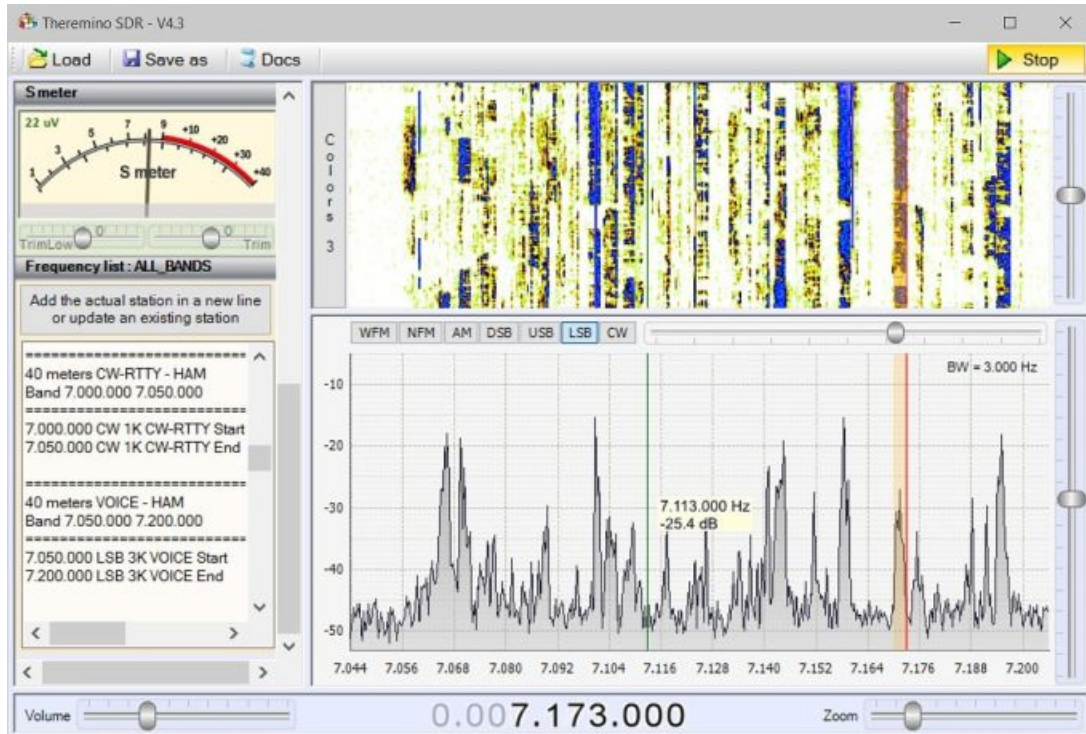 Theremino SDR - V4.3
Load
Save as
Docs
Stop
S meter
22 uV
1 3 5 7 9 +10 +20 +30 +40
S meter
0 0
TrimLow Trim
Frequency list : ALL_BANDS
Add the actual station in a new line
or update an existing station
===========================
40 meters CW-RTTY - HAM
Band 7.000.000 7.050.000
===========================
7.000.000 CW 1K CW-RTTY Start
7.050.000 CW 1K CW-RTTY End
===========================
40 meters VOICE - HAM
Band 7.050.000 7.200.000
===========================
7.050.000 LSB 3K VOICE Start
7.200.000 LSB 3K VOICE End
Colors 3
WFM NFM AM DSB USB LSB CW
BW = 3.000 Hz
-10
-20
-30
-40
-50
7.113.000 Hz
-25.4 dB
7.044 7.056 7.068 7.080 7.092 7.104 7.116 7.128 7.140 7.152 7.164 7.176 7.188 7.200
Volume
0.007.173.000
Zoom